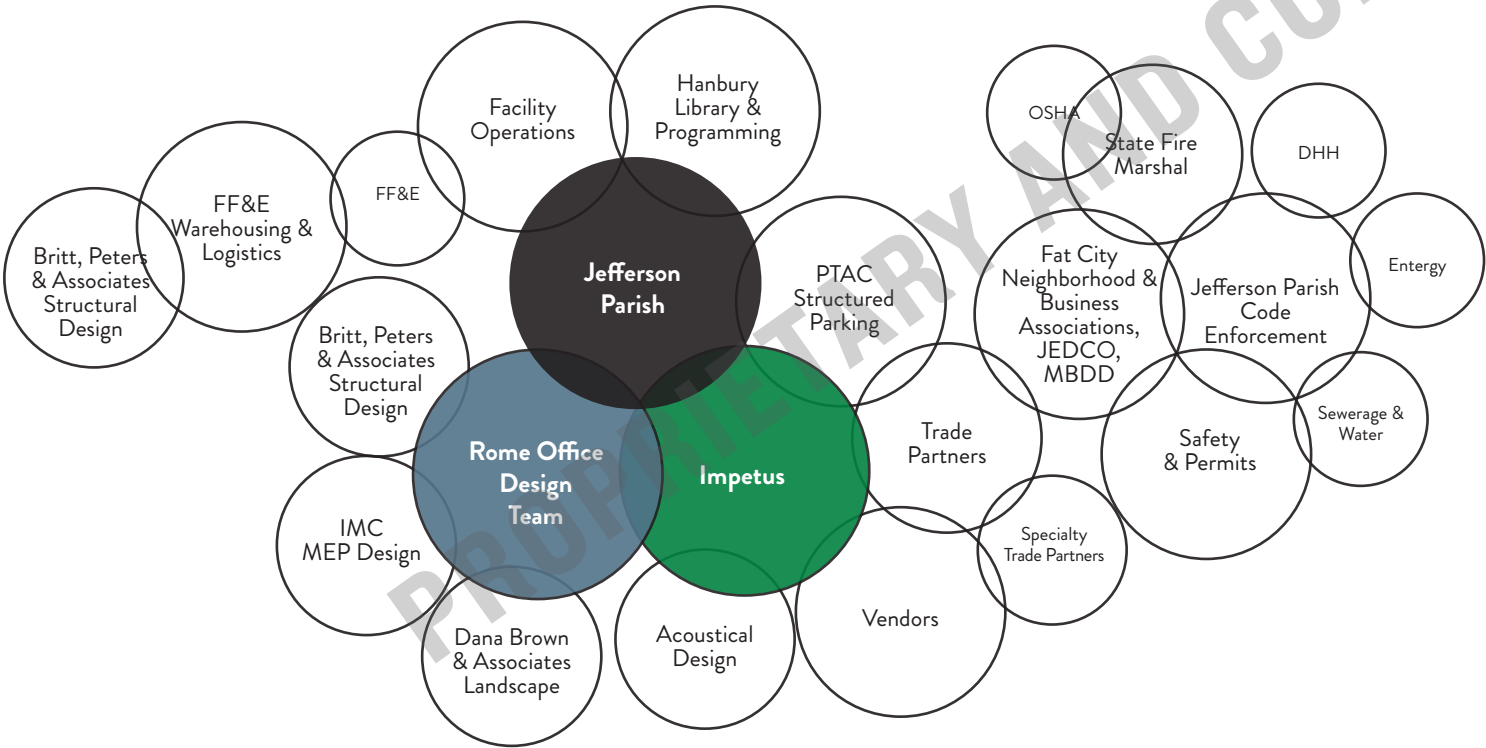 Facility
Operations
Hanbury
Library &
Programming
OSHA
State Fire
Marshal
DHH
FF&E
Warehousing &
Logistics
FF&E
Britt, Peters
& Associates
Structural
Design
Jefferson
Parish
PTAC
Structured
Parking
Fat City
Neighborhood &
Business
Associations,
JEDCO,
MBDD
Jefferson Parish
Code
Enforcement
Entergy
Britt, Peters
& Associates
Structural
Design
Rome Office
Design
Team
Impetus
Trade
Partners
Safety
& Permits
Sewerage &
Water
IMC
MEP Design
Specialty
Trade Partners
Dana Brown
& Associates
Landscape
Acoustical
Design
Vendors
PROPRIETARY AND